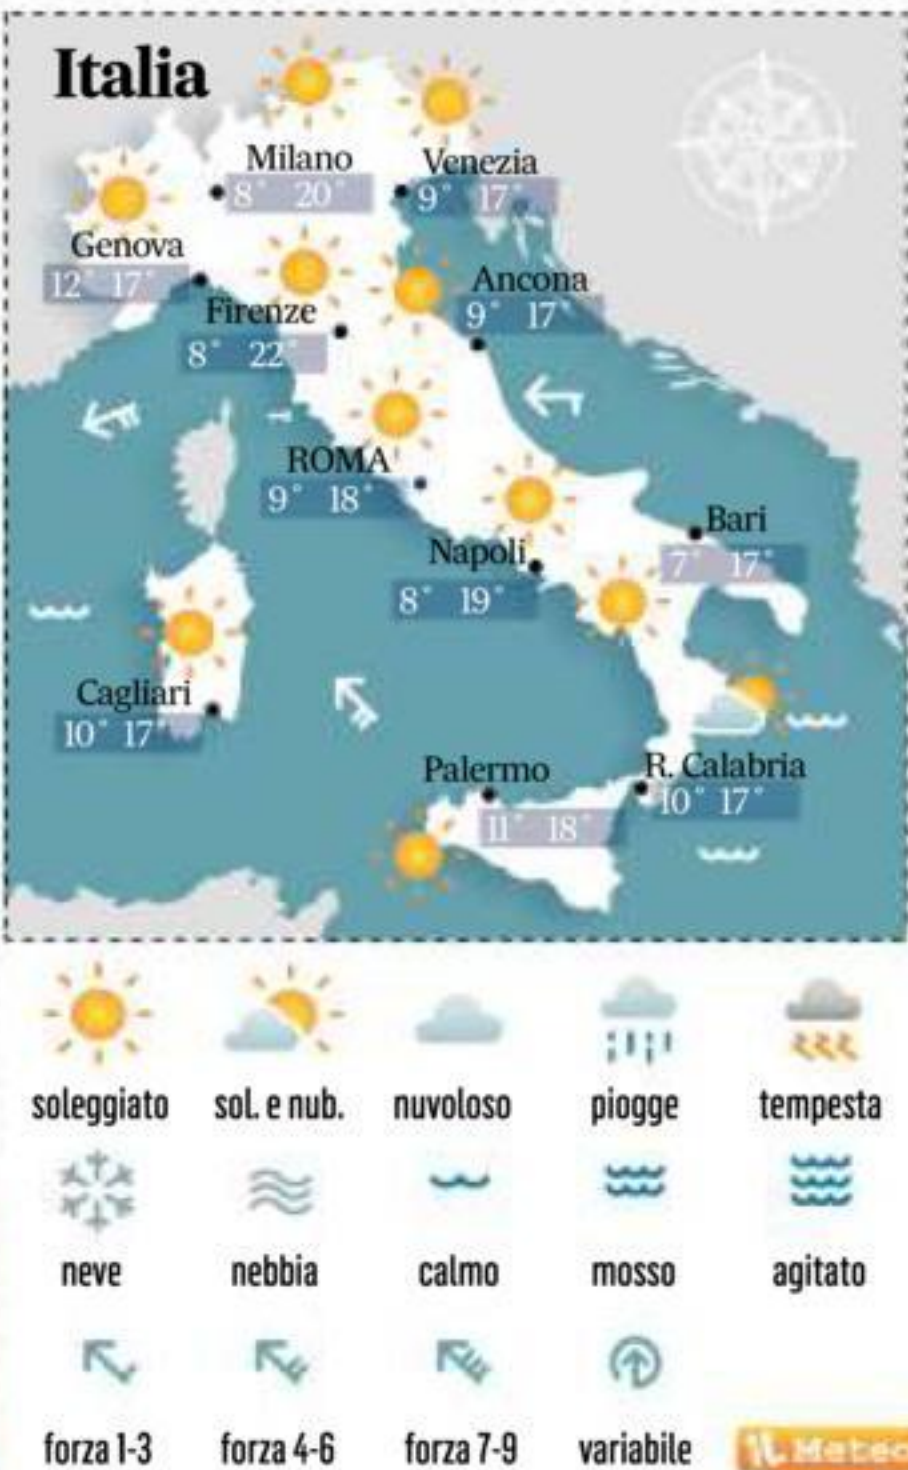 Italia
Milano
8° 20°
Venezia
9° 17°
Genova
12° 17°
Firenze
8° 22°
Ancona
9° 17°
ROMA
9° 18°
Napoli
8° 19°
Bari
7° 17°
Cagliari
10° 17°
Palermo
11° 18°
R. Calabria
10° 17°
soleggiato sol. e nub. nuvoloso piogge tempesta
neve nebbia calmo mosso agitato
forza 1-3 forza 4-6 forza 7-9 variabile